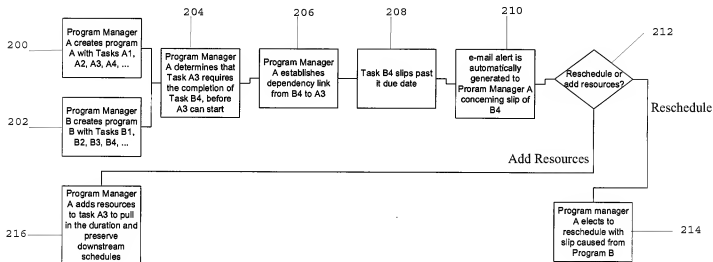 204
206
208
210
212
200
Program Manager
A creates program
A with Tasks A1,
A2, A3, A4, ...
202
Program Manager
B creates program
B with Tasks B1,
B2, B3, B4, ...
Program Manager
A determines that
Task A3 requires
the completion of
Task B4, before
A3 can start
Program Manager
A establishes
dependency link
from B4 to A3
Task B4 slips past
it due date
e-mail alert is
automatically
generated to
Proram Manager A
concerning slip of
B4
Reschedule or
add resources?
Reschedule
Add Resources
216
Program Manager
A adds resources
to task A3 to pull
in the duration and
preserve
downstream
schedules
Program manager
A elects to
reschedule with
slip caused from
Program B
214